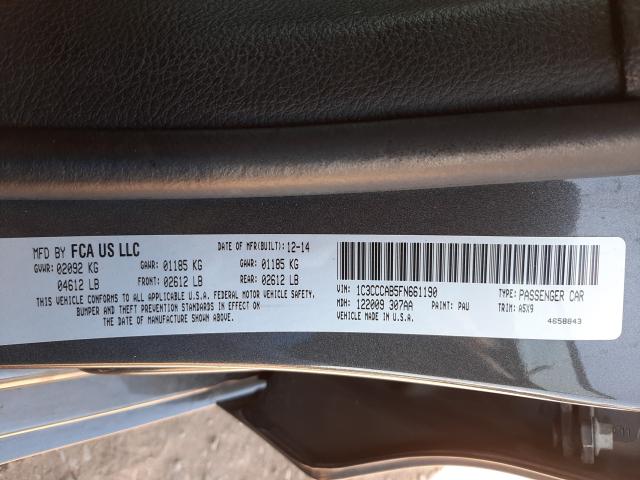 MFD BY FCA US LLC DATE OF MFR(BUILT): 12-14
GVWR: 02092 KG GAWR: 01185 KG GAWR: 01185 KG
04612 LB FRONT: 02612 LB REAR: 02612 LB
THIS VEHICLE CONFORMS TO ALL APPLICABLE U.S.A. FEDERAL MOTOR VEHICLE SAFETY,
BUMPER AND THEFT PREVENTION STANDARDS IN EFFECT ON
THE DATE OF MANUFACTURE SHOWN ABOVE.
VIN: 1C3CCCAB5FN661190 TYPE: PASSENGER CAR
MDH: 122009 307AA PAINT: PAU TRIM: A5X9
VEHICLE MADE IN U.S.A. 4658843